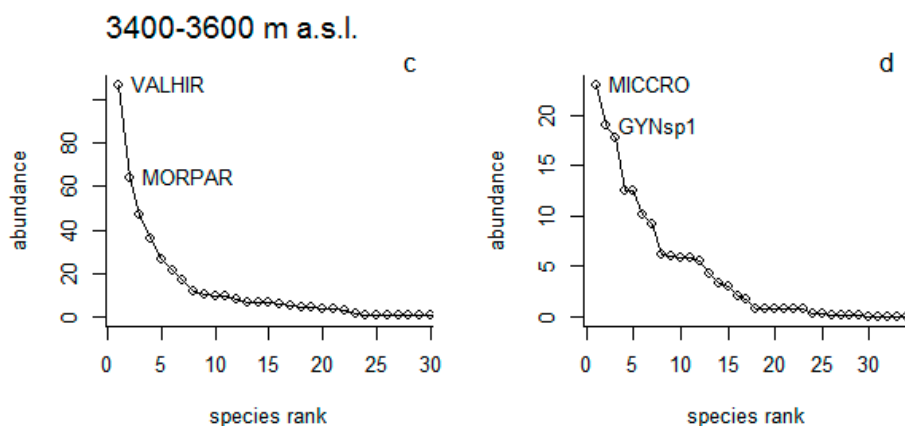 3400-3600 m a.s.l.
c
VALHIR
MORPAR
abundance
0 20 40 60 80
0 5 10 15 20 25 30
species rank
d
MICCRO
GYNsp1
abundance
0 5 10 15 20
0 5 10 15 20 25 30
species rank